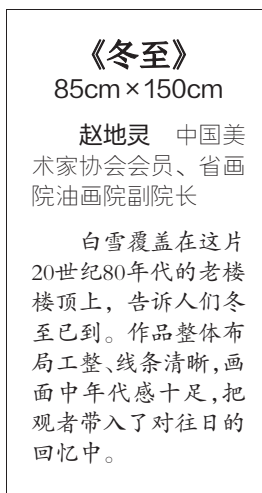 《冬至》
85cm×150cm
赵地灵 中国美
术家协会会员、省画
院油画院副院长
白雪覆盖在这片
20世纪80年代的老楼
楼顶上，告诉人们冬
至已到。作品整体布
局工整、线条清晰，画
面中年代感十足，把
观者带入了对往日的
回忆中。